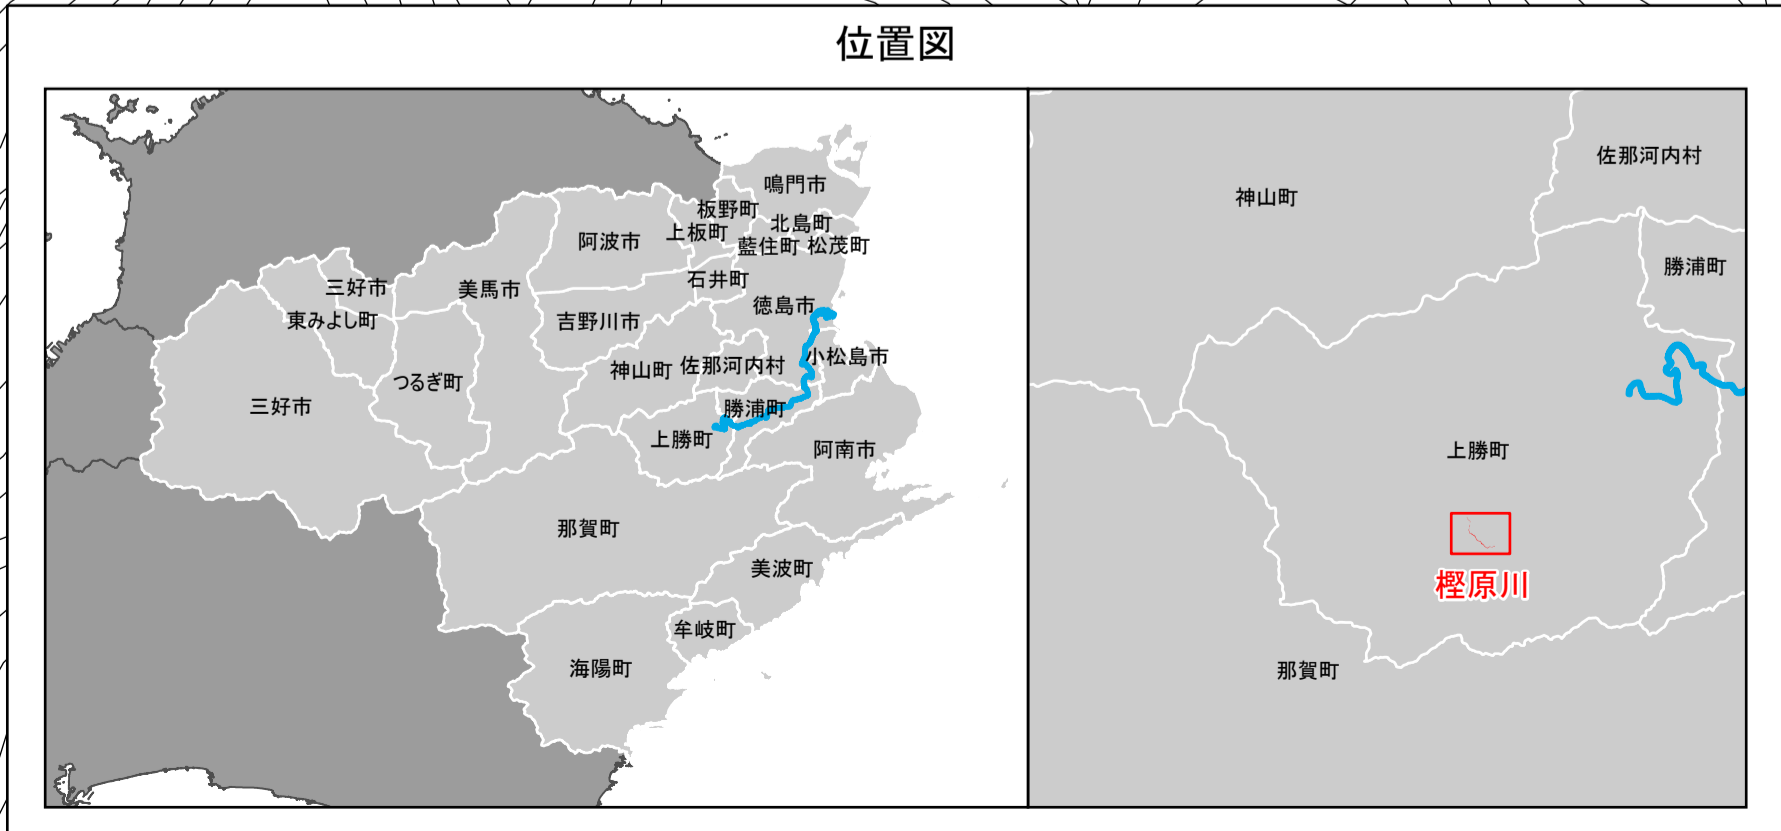 位置図
鳴門市
板野町
北島町
上板町
阿波市
藍住町
松茂町
石井町
三好市
美馬市
徳島市
東みよし町
吉野川市
小松島市
佐那河内村
神山町
つるぎ町
三好市
勝浦町
上勝町
阿南市
那賀町
美波町
牟岐町
海陽町
佐那河内村
神山町
勝浦町
上勝町
樫原川
那賀町